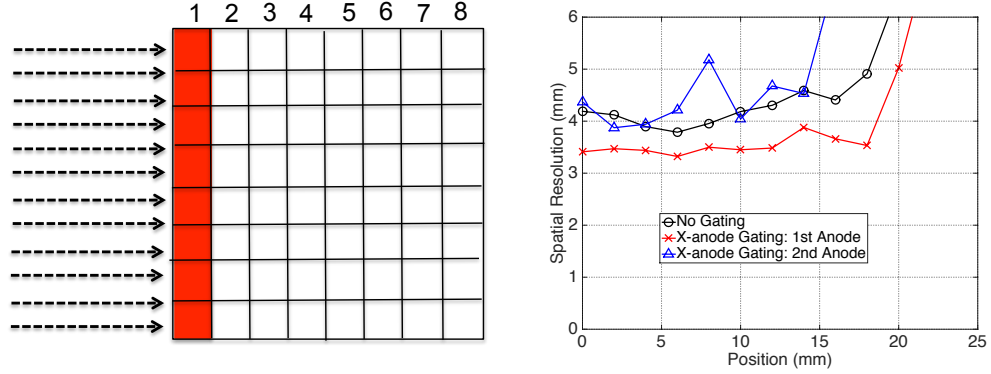 1 2 3 4 5 6 7 8
6
5
4
3
2
1
0
Spatial Resolution (mm)
No Gating
X-anode Gating: 1st Anode
X-anode Gating: 2nd Anode
0 5 10 15 20 25
Position (mm)